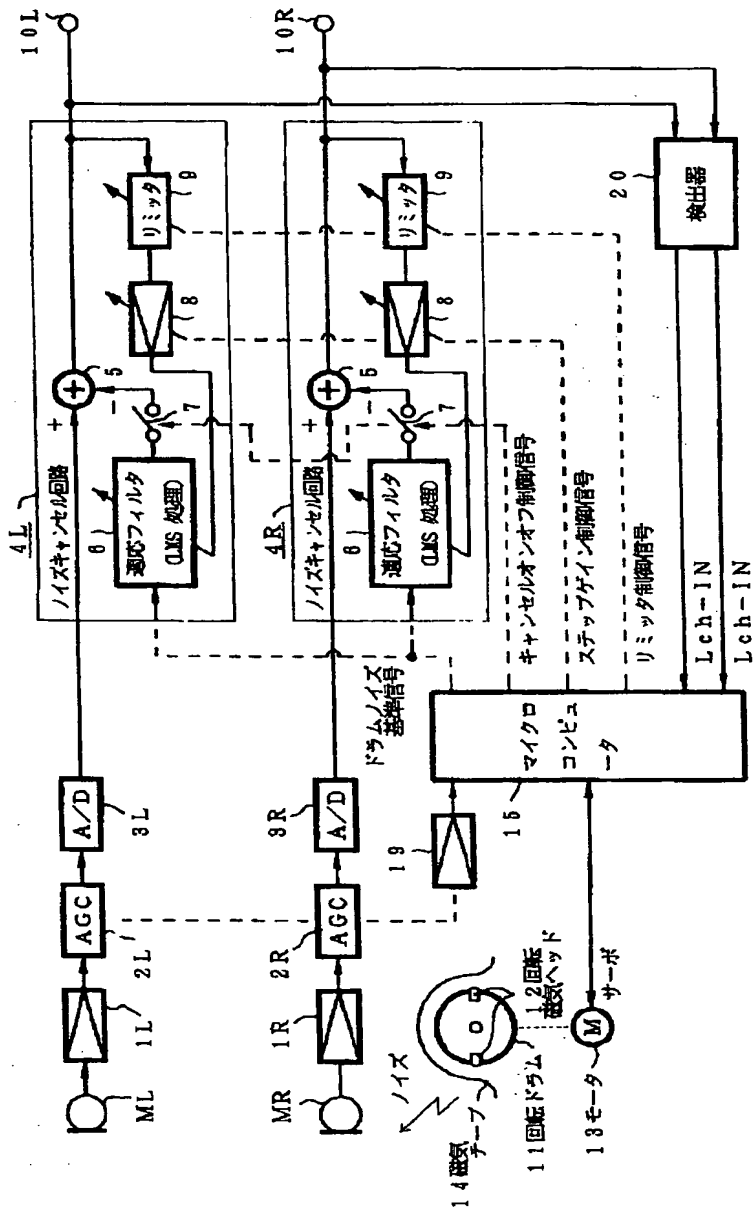 10L
10R
4L
ノイズキャンセル回路
適応フィルタ
(LMS 処理)
6
7
5
+
−
8
リミッタ
9
4R
ノイズキャンセル回路
適応フィルタ
(LMS 処理)
6
7
5
+
−
8
リミッタ
9
検出器
20
ML
1L
AGC
2L
A/D
3L
MR
1R
AGC
2R
A/D
3R
19
ドラムノイズ
基準信号
キャンセルオンオフ制御信号
ステップゲイン制御信号
リミッタ制御信号
Lch-IN
Lch-IN
マイクロ
コンピュ
ータ
15
ノイズ
14磁気
テープ
11回転ドラム
12回転
磁気ヘッド
13モータ
M
サーボ